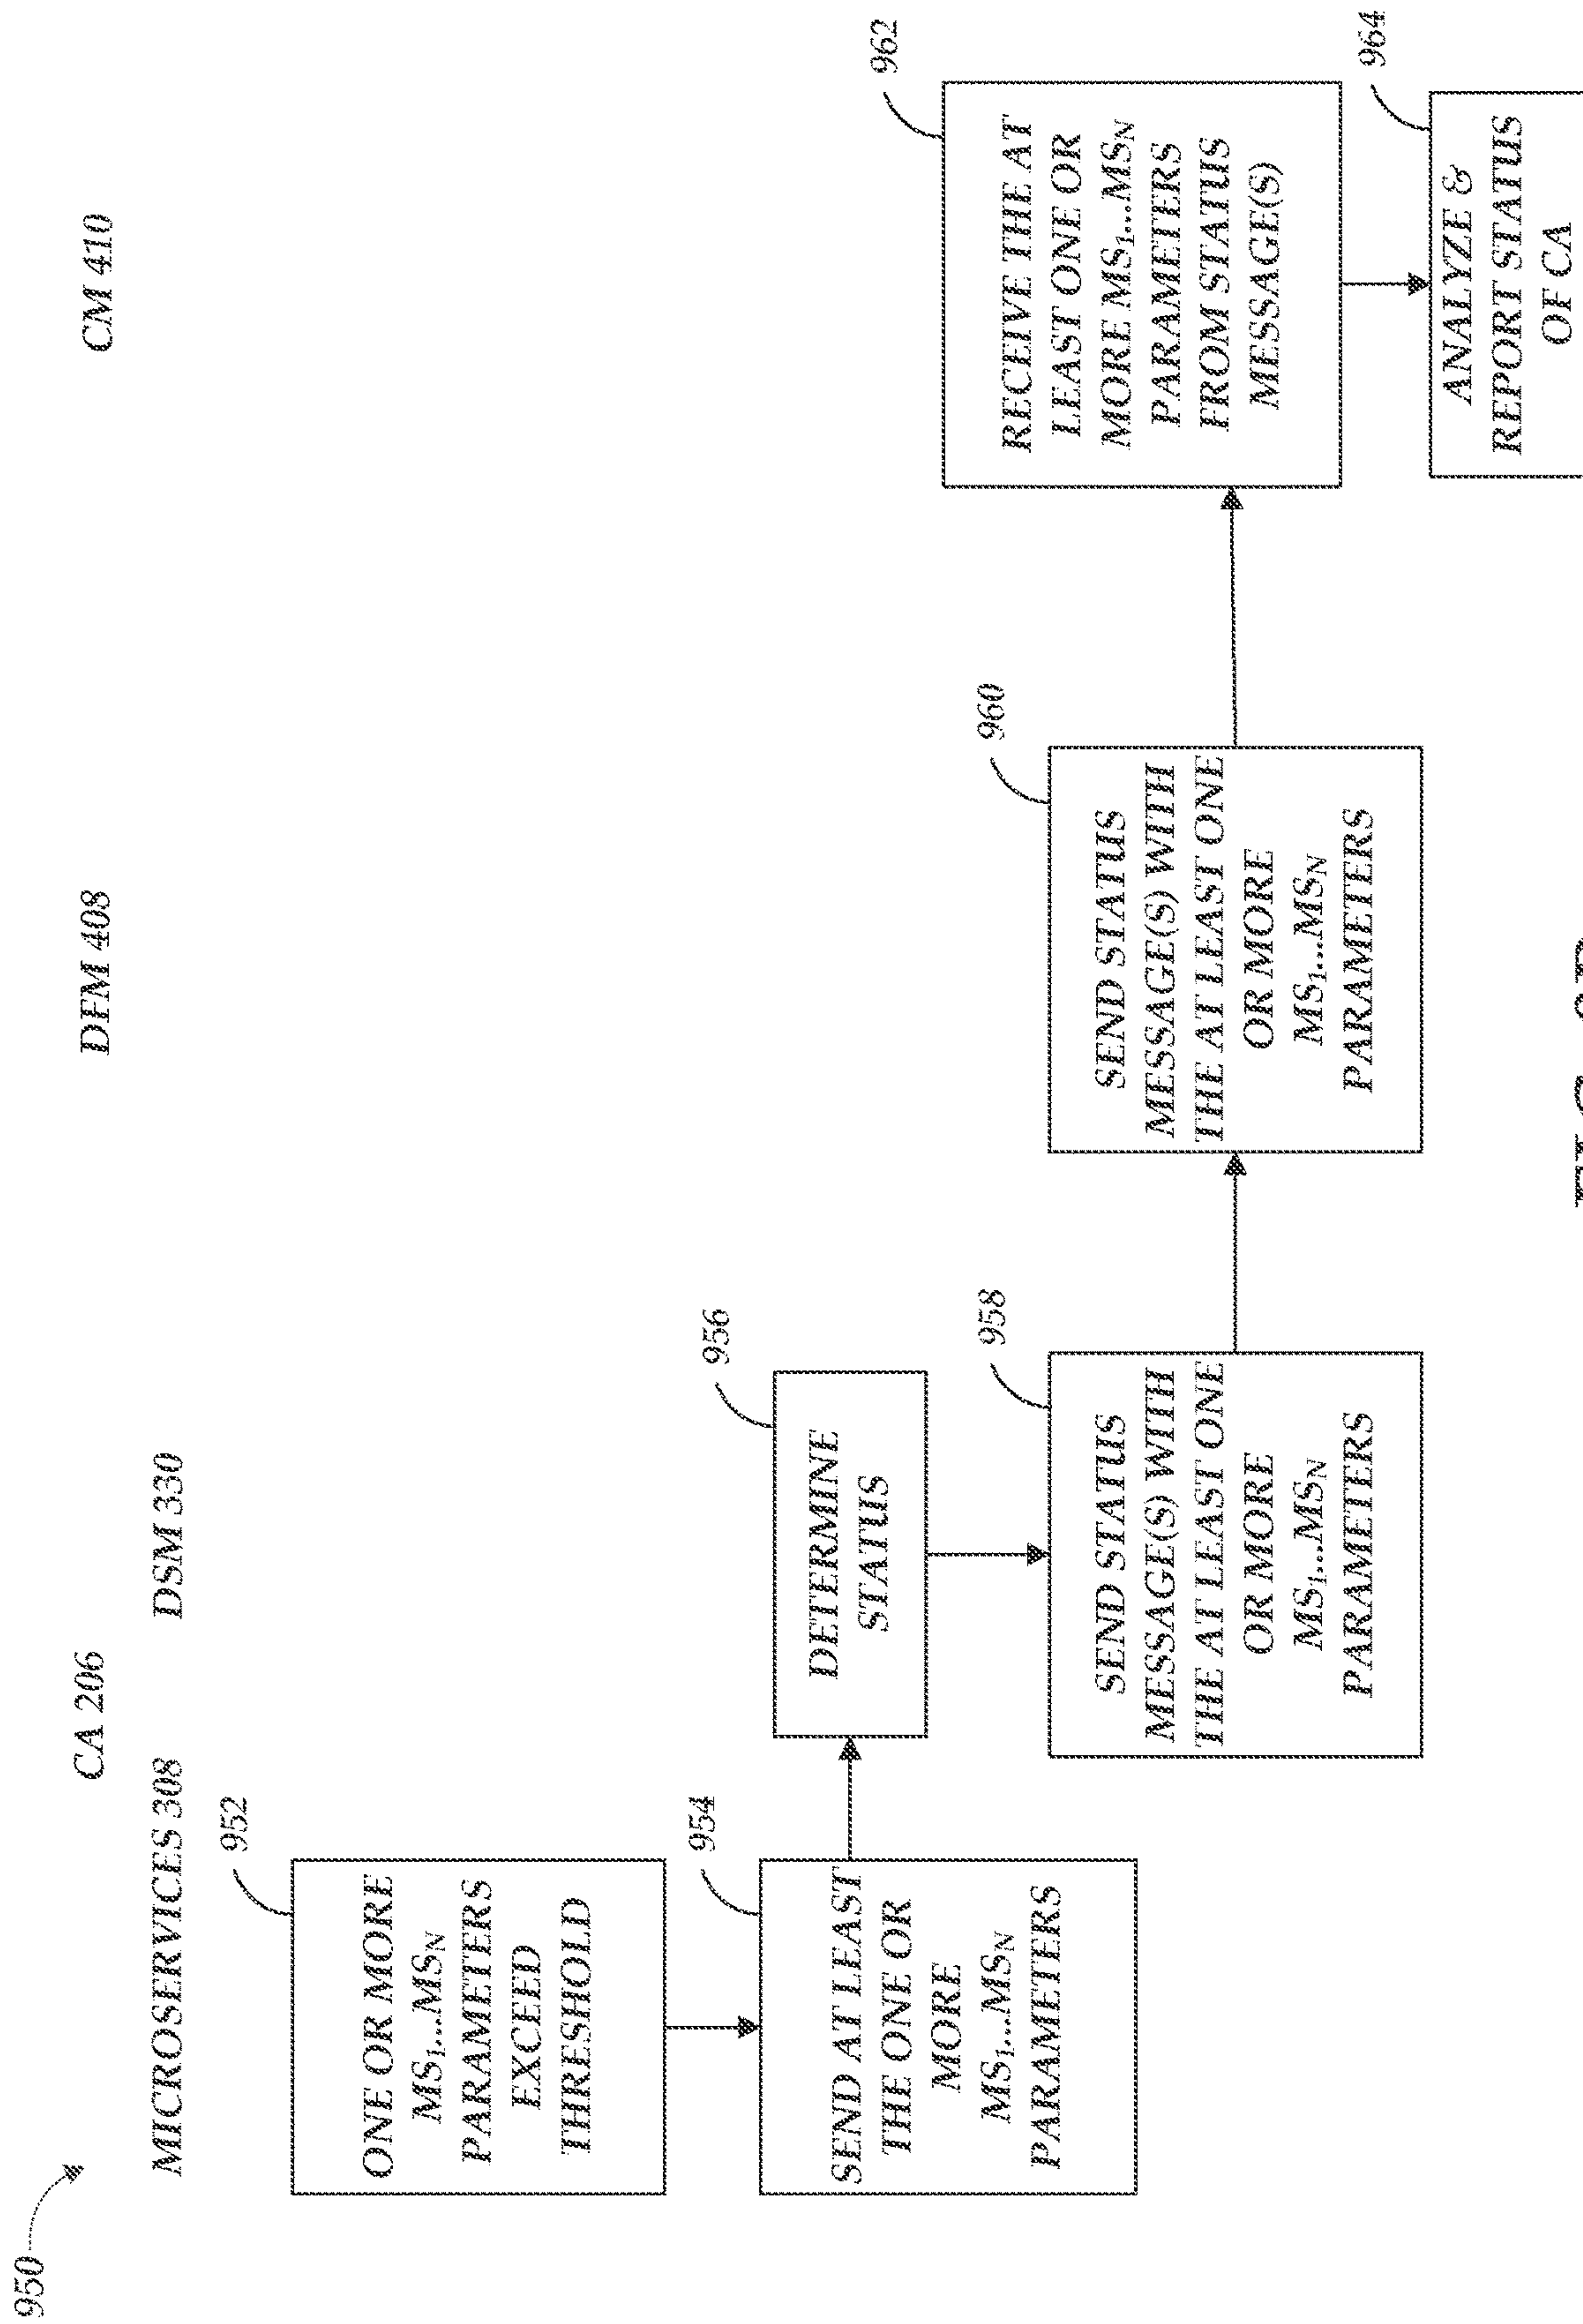 950
CA 206
DFM 408
CM 410
MICROSERVICES 308
DSM 330
952
ONE OR MORE
MS1...MSN
PARAMETERS
EXCEED
THRESHOLD
954
SEND AT LEAST
THE ONE OR
MORE
MS1...MSN
PARAMETERS
956
DETERMINE
STATUS
958
SEND STATUS
MESSAGE(S) WITH
THE AT LEAST ONE
OR MORE
MS1...MSN
PARAMETERS
960
SEND STATUS
MESSAGE(S) WITH
THE AT LEAST ONE
OR MORE
MS1...MSN
PARAMETERS
962
RECEIVE THE AT
LEAST ONE OR
MORE MS1...MSN
PARAMETERS
FROM STATUS
MESSAGE(S)
964
ANALYZE &
REPORT STATUS
OF CA